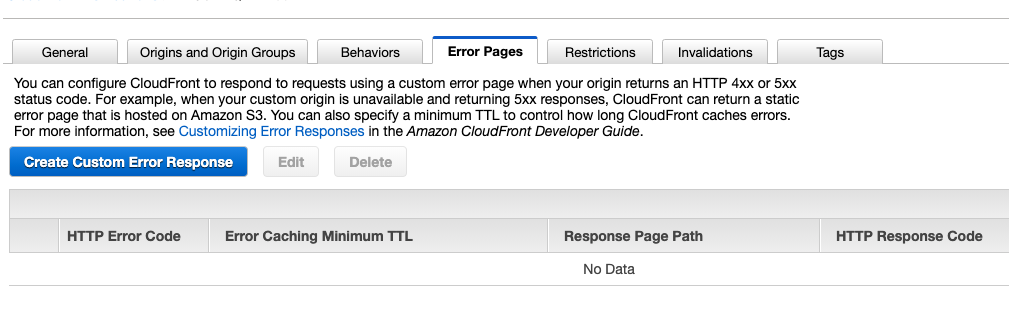 General Origins and Origin Groups Behaviors Error Pages Restrictions Invalidations Tags
You can configure CloudFront to respond to requests using a custom error page when your origin returns an HTTP 4xx or 5xx
status code. For example, when your custom origin is unavailable and returning 5xx responses, CloudFront can return a static
error page that is hosted on Amazon S3. You can also specify a minimum TTL to control how long CloudFront caches errors.
For more information, see Customizing Error Responses in the Amazon CloudFront Developer Guide.
Create Custom Error Response Edit Delete
HTTP Error Code Error Caching Minimum TTL Response Page Path HTTP Response Code
No Data